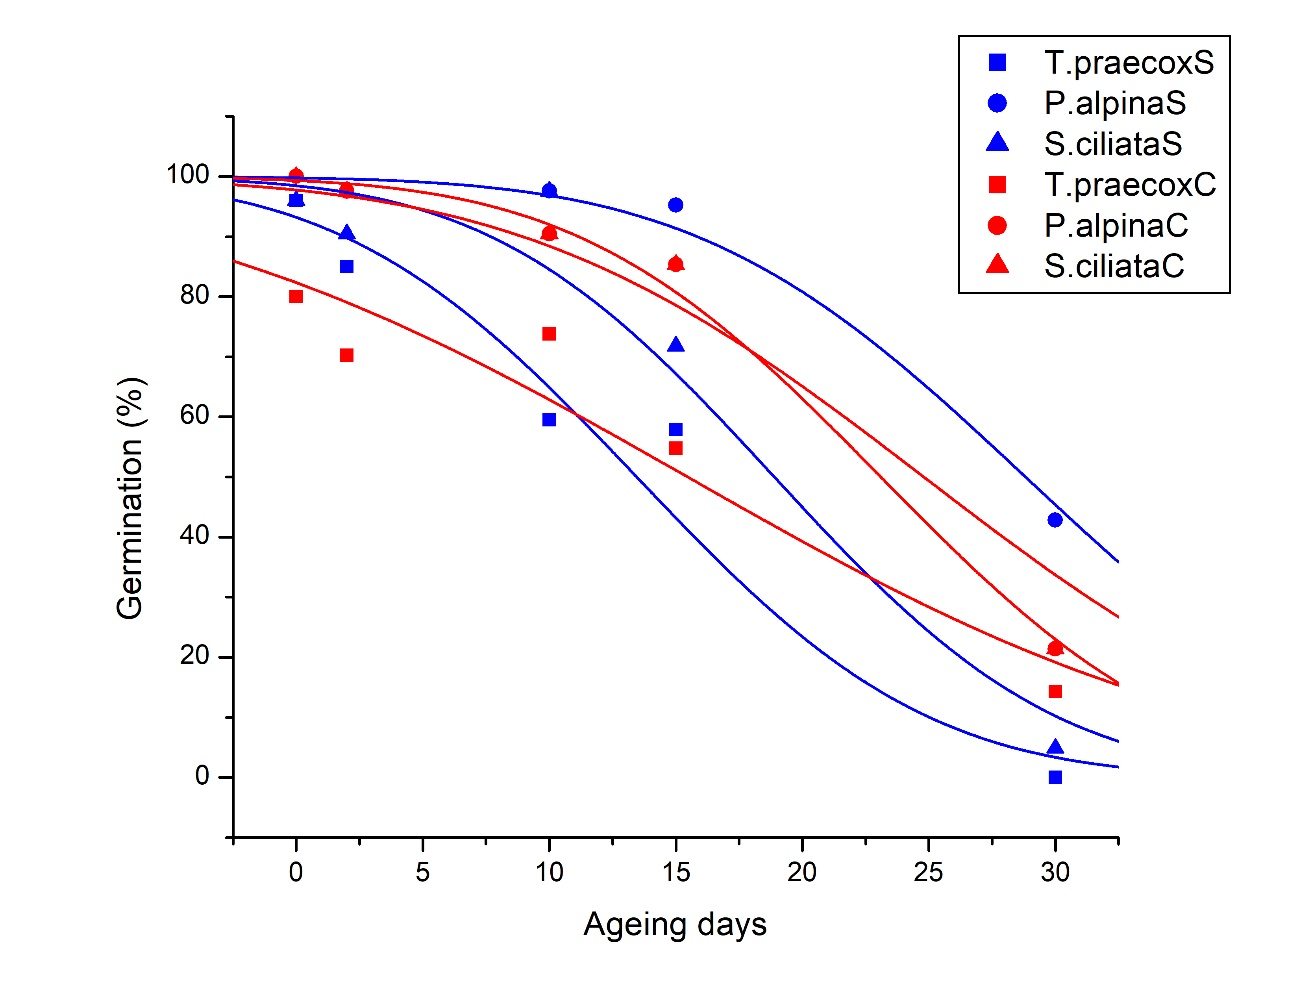 T.praecoxS
P.alpinaS
S.ciliataS
T.praecoxC
P.alpinaC
S.ciliataC
100
80
60
40
20
0
Germination (%)
0 5 10 15 20 25 30
Ageing days